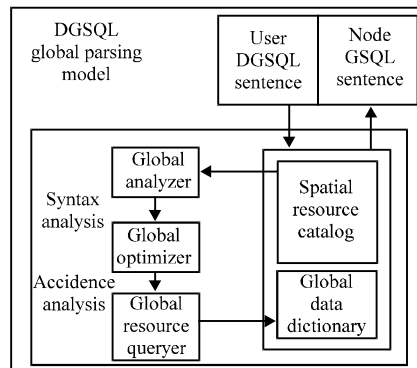 DGSQL
global parsing
model
User
DGSQL
sentence
Node
GSQL
sentence
Global
analyzer
Syntax
analysis
Global
optimizer
Accidence
analysis
Global
resource
queryer
Spatial
resource
catalog
Global
data
dictionary